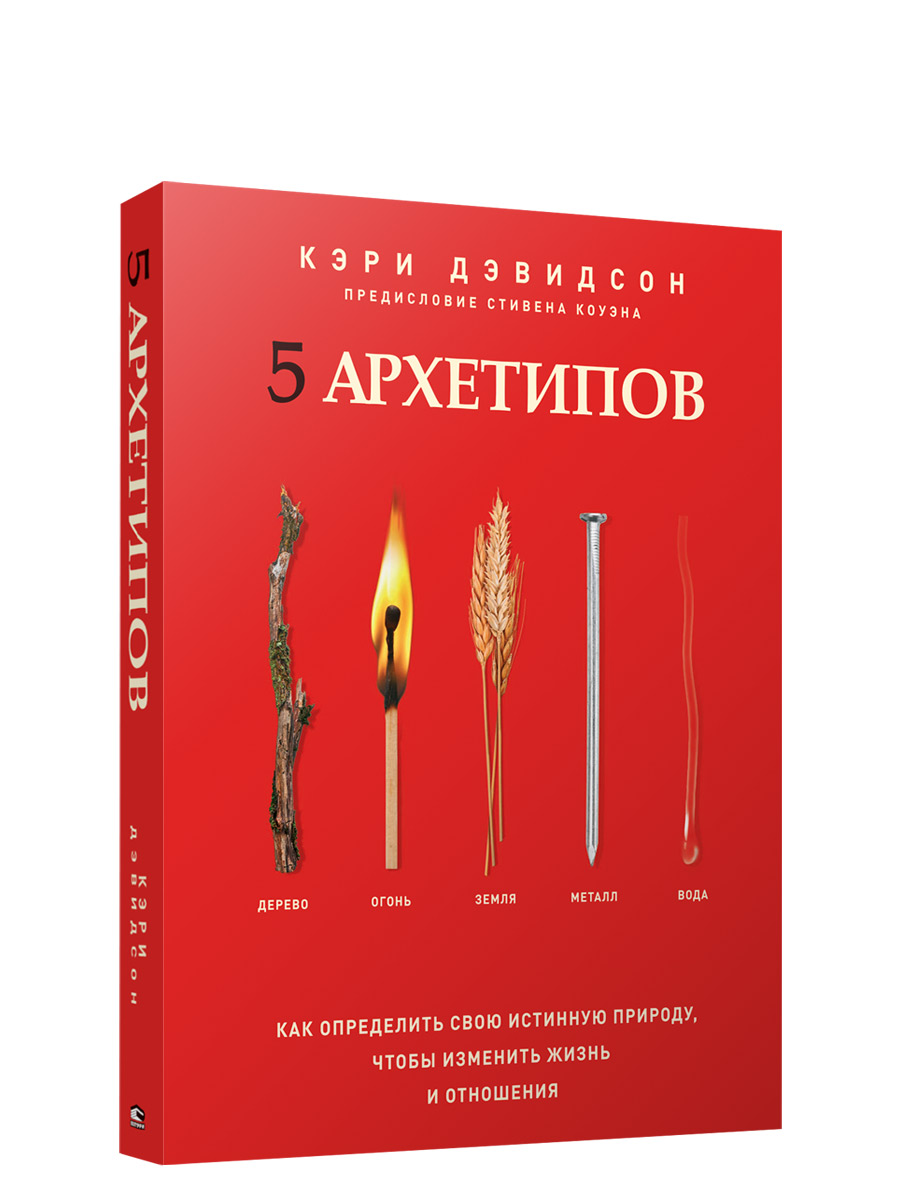 КЭРИ ДЭВИДСОН
ПРЕДИСЛОВИЕ СТИВЕНА КОУЭНА
5 АРХЕТИПОВ
ДЕРЕВО ОГОНЬ ЗЕМЛЯ МЕТАЛЛ ВОДА
КАК ОПРЕДЕЛИТЬ СВОЮ ИСТИННУЮ ПРИРОДУ,
ЧТОБЫ ИЗМЕНИТЬ ЖИЗНЬ
И ОТНОШЕНИЯ
5 АРХЕТИПОВ
КЭРИ
ДЭВИДСОН